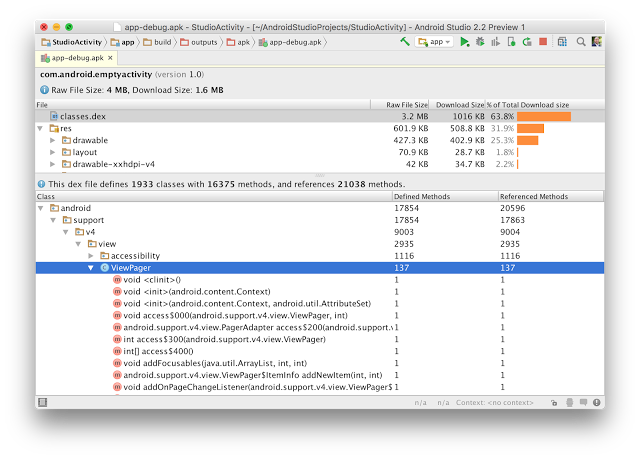 app-debug.apk - StudioActivity - [~/AndroidStudioProjects/StudioActivity] - Android Studio 2.2 Preview 1
StudioActivity app build outputs apk app-debug.apk app
app-debug.apk ×
com.android.emptyactivity (version 1.0)
Raw File Size: 4 MB, Download Size: 1.6 MB
File Raw File Size Download Size % of Total Download size
classes.dex 3.2 MB 1016 KB 63.8%
res 601.9 KB 508.8 KB 31.9%
drawable 427.3 KB 402.9 KB 25.3%
layout 70.9 KB 28.7 KB 1.8%
drawable-xxhdpi-v4 42 KB 34.7 KB 2.2%
This dex file defines 1933 classes with 16375 methods, and references 21038 methods.
Class Defined Methods Referenced Methods
android 17854 20596
support 17854 17863
v4 9003 9004
view 2935 2935
accessibility 1116 1116
ViewPager 137 137
void <clinit>() 1 1
void <init>(android.content.Context) 1 1
void <init>(android.content.Context, android.util.AttributeSet) 1 1
void access$000(android.support.v4.view.ViewPager, int) 1 1
android.support.v4.view.PagerAdapter access$200(android.support.v 1 1
int access$300(android.support.v4.view.ViewPager) 1 1
int[] access$400() 1 1
void addFocusables(java.util.ArrayList, int, int) 1 1
android.support.v4.view.ViewPager$ItemInfo addNewItem(int, int) 1 1
void addOnPageChangeListener(android.support.v4.view.ViewPager$ 1 1
n/a n/a Context: <no context>